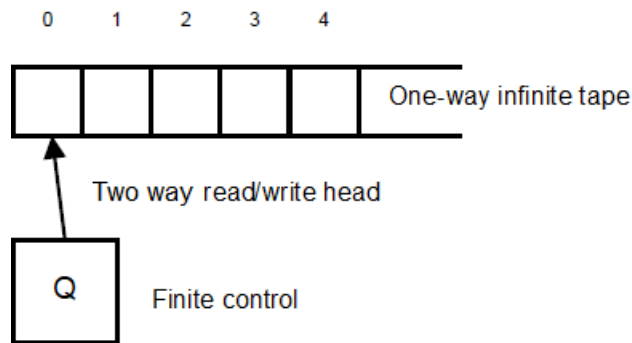 0 1 2 3 4
One-way infinite tape
Two way read/write head
Q
Finite control